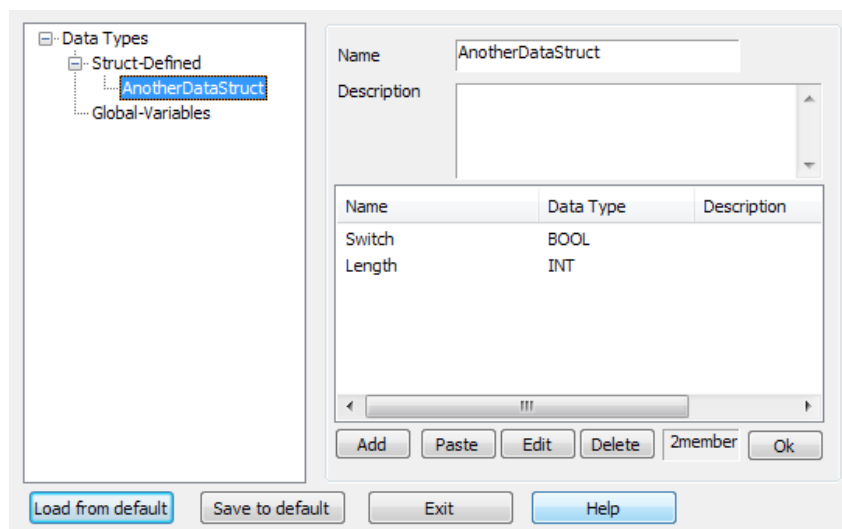 Data Types
Struct-Defined
AnotherDataStruct
Global-Variables
Name AnotherDataStruct
Description
Name Data Type Description
Switch BOOL
Length INT
Add Paste Edit Delete 2member Ok
Load from default Save to default Exit Help